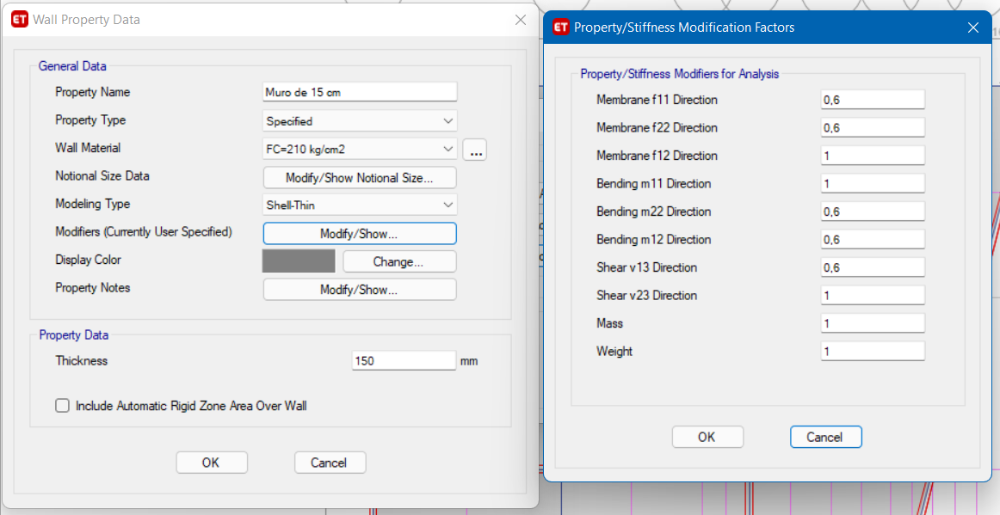 ET Wall Property Data
General Data
Property Name Muro de 15 cm
Property Type Specified
Wall Material FC=210 kg/cm2 ...
Notional Size Data Modify/Show Notional Size...
Modeling Type Shell-Thin
Modifiers (Currently User Specified) Modify/Show...
Display Color Change...
Property Notes Modify/Show...
Property Data
Thickness 150 mm
Include Automatic Rigid Zone Area Over Wall
OK Cancel
ET Property/Stiffness Modification Factors
Property/Stiffness Modifiers for Analysis
Membrane f11 Direction 0,6
Membrane f22 Direction 0,6
Membrane f12 Direction 1
Bending m11 Direction 1
Bending m22 Direction 0,6
Bending m12 Direction 0,6
Shear v13 Direction 0,6
Shear v23 Direction 1
Mass 1
Weight 1
OK Cancel